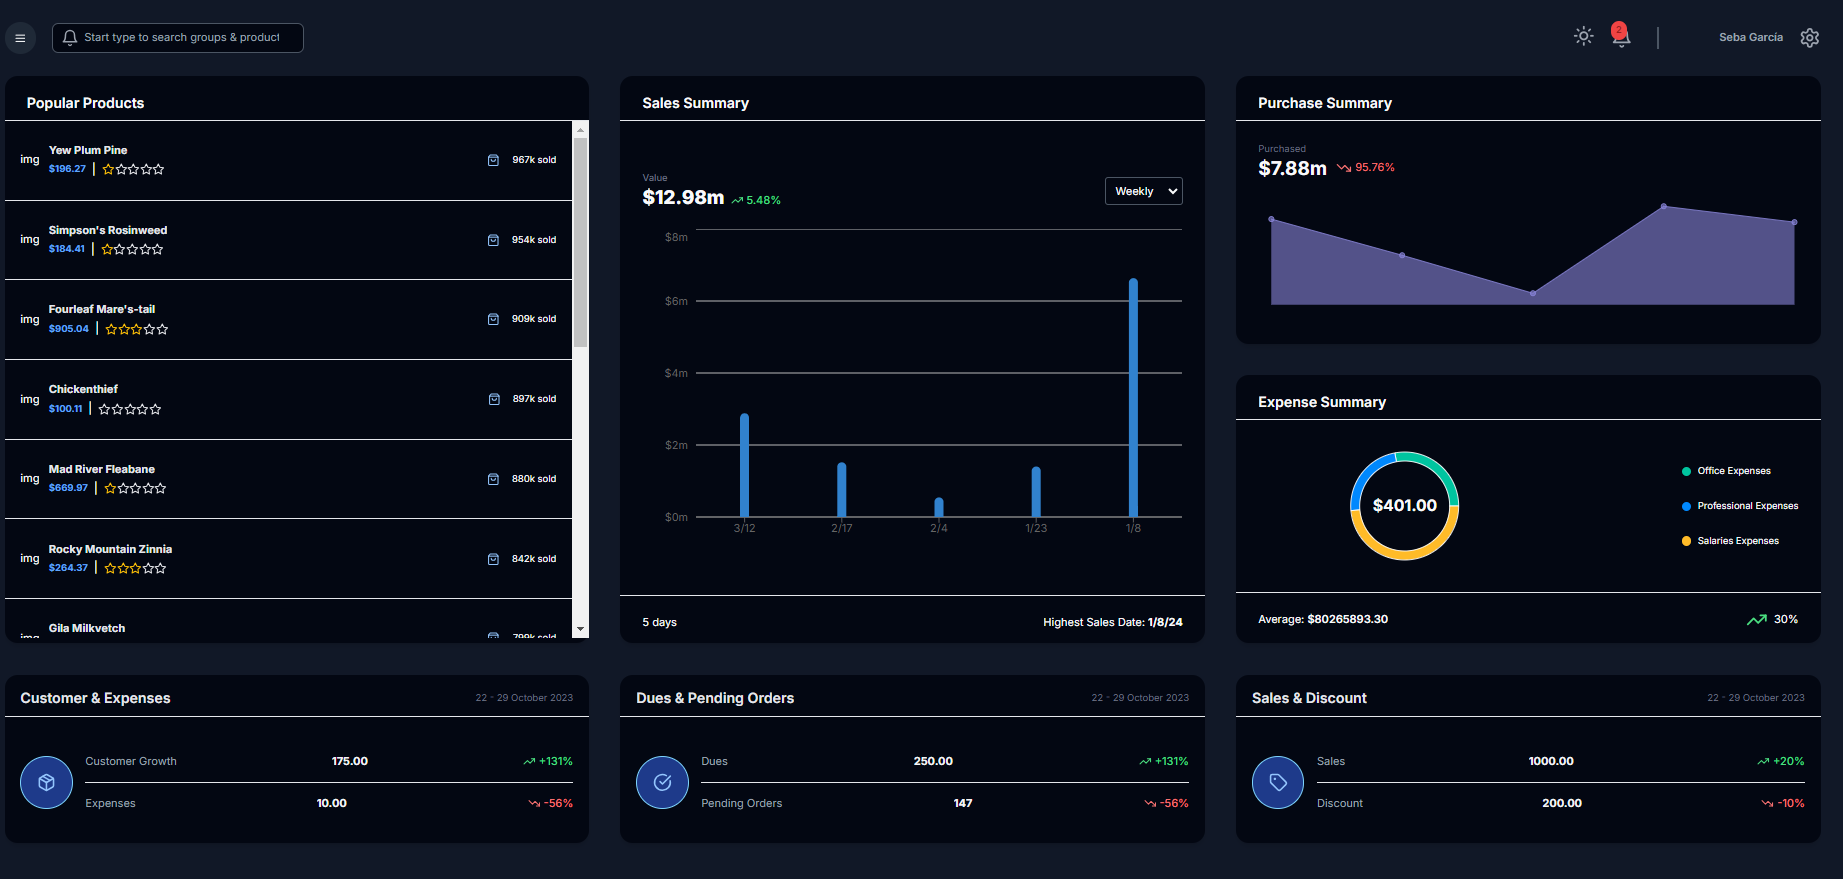 Start type to search groups & product
2
Seba García
Popular Products
img
Yew Plum Pine
$196.27
967k sold
img
Simpson's Rosinweed
$184.41
954k sold
img
Fourleaf Mare's-tail
$905.04
909k sold
img
Chickenthief
$100.11
897k sold
img
Mad River Fleabane
$669.97
880k sold
img
Rocky Mountain Zinnia
$264.37
842k sold
img
Gila Milkvetch
799k sold
Sales Summary
Value
$12.98m 5.48%
Weekly
$8m
$6m
$4m
$2m
$0m
3/12 2/17 2/4 1/23 1/8
5 days
Highest Sales Date: 1/8/24
Purchase Summary
Purchased
$7.88m 95.76%
Expense Summary
$401.00
Office Expenses
Professional Expenses
Salaries Expenses
Average: $80265893.30
30%
Customer & Expenses
22 - 29 October 2023
Customer Growth 175.00 +131%
Expenses 10.00 -56%
Dues & Pending Orders
22 - 29 October 2023
Dues 250.00 +131%
Pending Orders 147 -56%
Sales & Discount
22 - 29 October 2023
Sales 1000.00 +20%
Discount 200.00 -10%